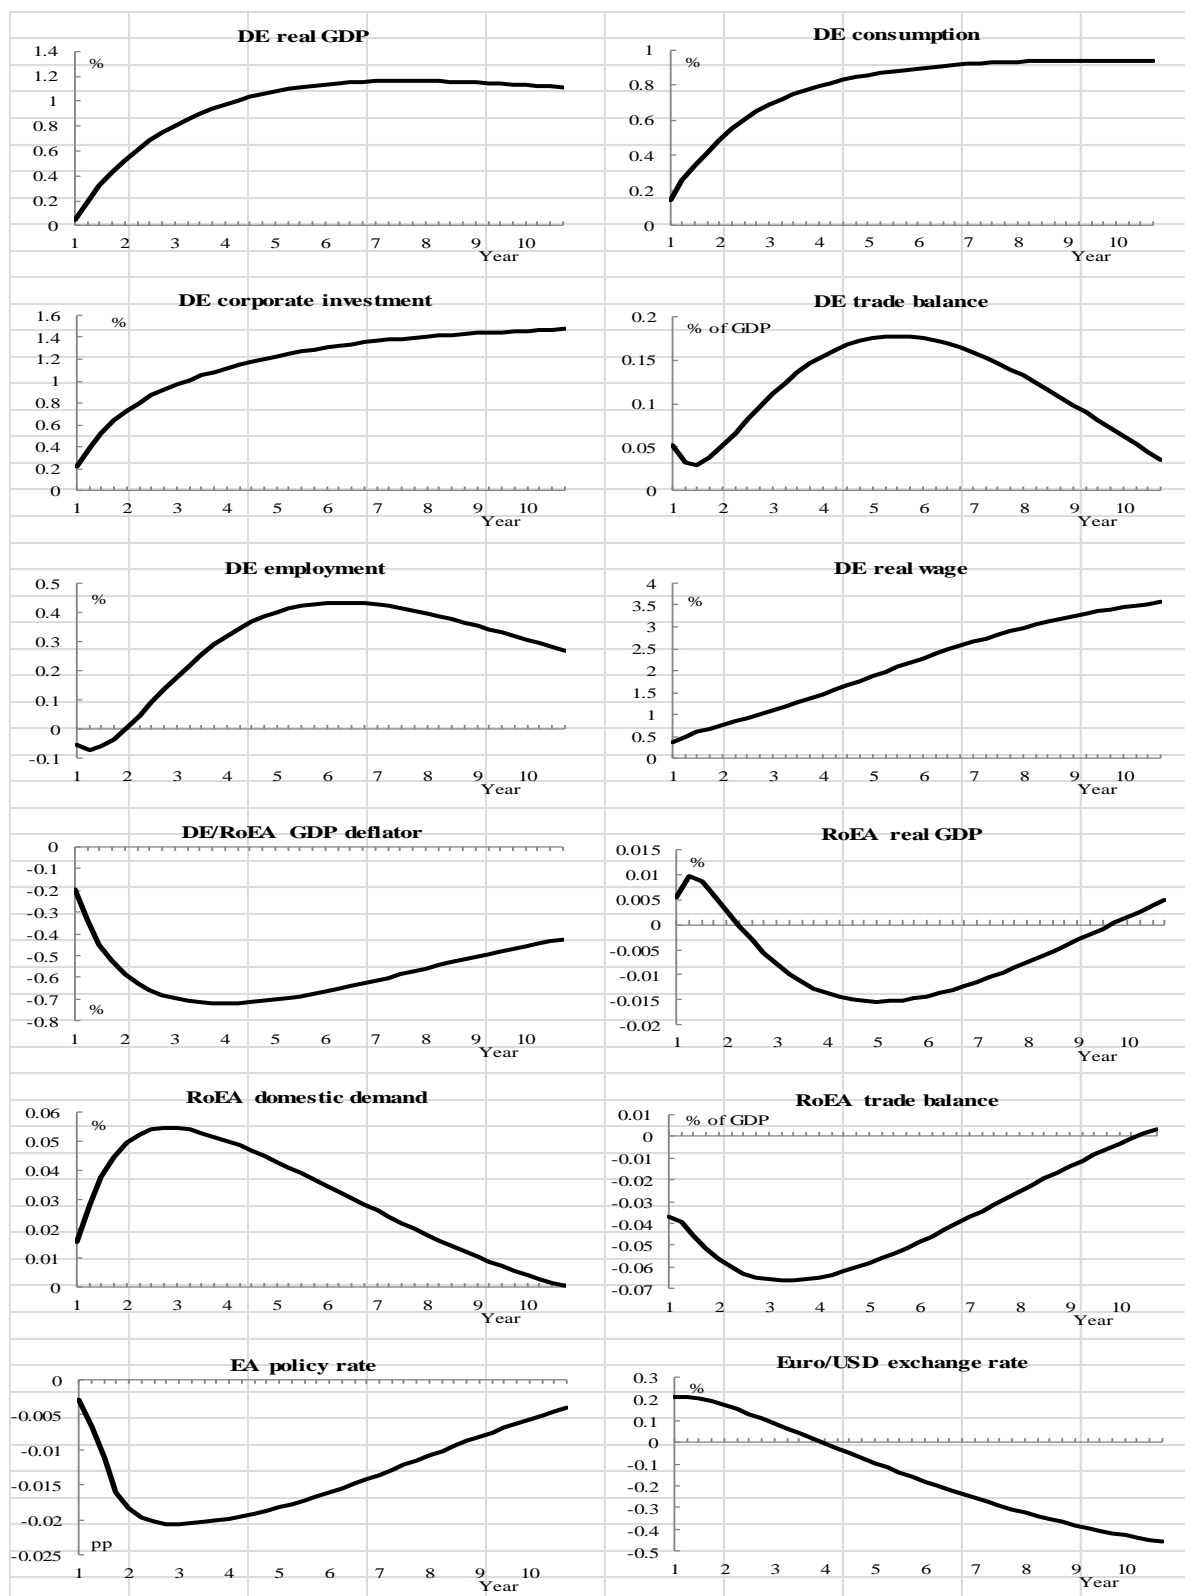 DE real GDP
%
1.4
1.2
1
0.8
0.6
0.4
0.2
0
1 2 3 4 5 6 7 8 9 10
Year
DE consumption
%
1
0.8
0.6
0.4
0.2
0
1 2 3 4 5 6 7 8 9 10
Year
DE corporate investment
%
1.6
1.4
1.2
1
0.8
0.6
0.4
0.2
0
1 2 3 4 5 6 7 8 9 10
Year
DE trade balance
% of GDP
0.2
0.15
0.1
0.05
0
1 2 3 4 5 6 7 8 9 10
Year
DE employment
%
0.5
0.4
0.3
0.2
0.1
0
-0.1
1 2 3 4 5 6 7 8 9 10
Year
DE real wage
%
4
3.5
3
2.5
2
1.5
1
0.5
0
1 2 3 4 5 6 7 8 9 10
Year
DE/RoEA GDP deflator
0
-0.1
-0.2
-0.3
-0.4
-0.5
-0.6
-0.7
-0.8
%
1 2 3 4 5 6 7 8 9 10
Year
RoEA real GDP
%
0.015
0.01
0.005
0
-0.005
-0.01
-0.015
-0.02
1 2 3 4 5 6 7 8 9 10
Year
RoEA domestic demand
%
0.06
0.05
0.04
0.03
0.02
0.01
0
1 2 3 4 5 6 7 8 9 10
Year
RoEA trade balance
% of GDP
0.01
0
-0.01
-0.02
-0.03
-0.04
-0.05
-0.06
-0.07
1 2 3 4 5 6 7 8 9 10
Year
EA policy rate
0
-0.005
-0.01
-0.015
-0.02
-0.025
pp
1 2 3 4 5 6 7 8 9 10
Year
Euro/USD exchange rate
%
0.3
0.2
0.1
0
-0.1
-0.2
-0.3
-0.4
-0.5
1 2 3 4 5 6 7 8 9 10
Year